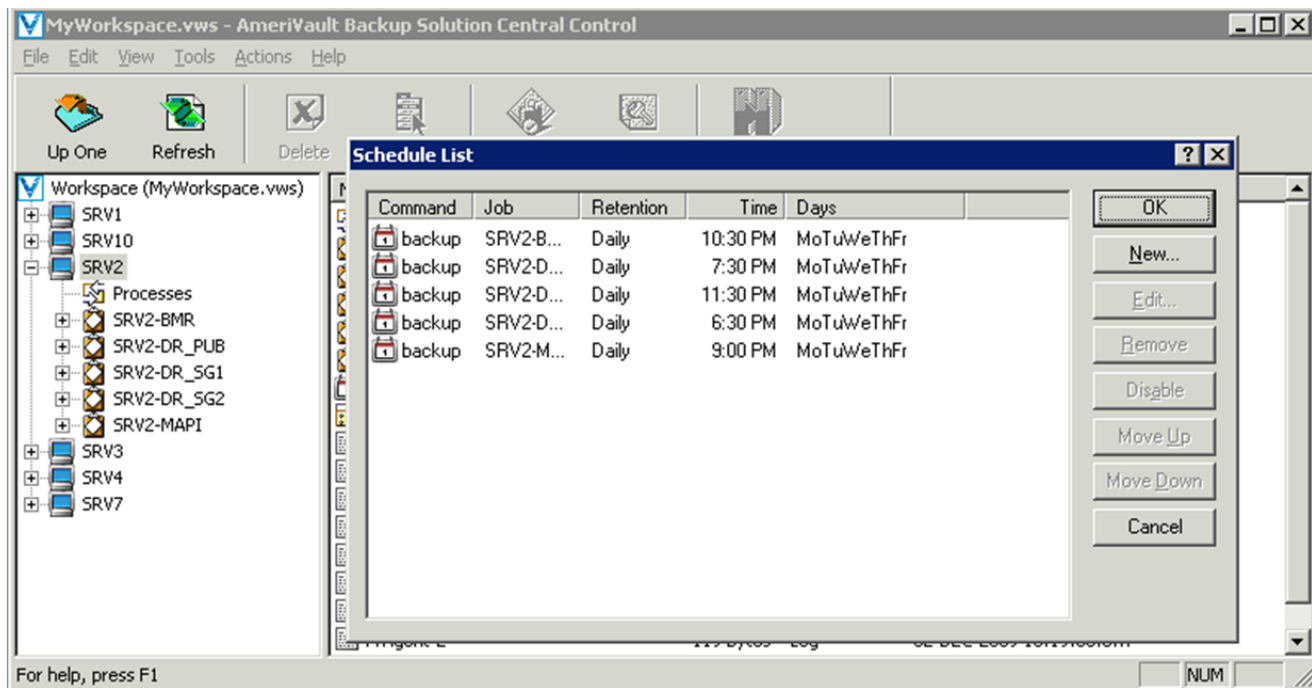 MyWorkspace.vws - AmeriVault Backup Solution Central Control
File Edit View Tools Actions Help
Up One Refresh Delete
Schedule List
Workspace (MyWorkspace.vws)
SRV1
SRV10
SRV2
Processes
SRV2-BMR
SRV2-DR_PUB
SRV2-DR_SG1
SRV2-DR_SG2
SRV2-MAPI
SRV3
SRV4
SRV7
Command Job Retention Time Days
backup SRV2-B... Daily 10:30 PM MoTuWeThFr
backup SRV2-D... Daily 7:30 PM MoTuWeThFr
backup SRV2-D... Daily 11:30 PM MoTuWeThFr
backup SRV2-D... Daily 6:30 PM MoTuWeThFr
backup SRV2-M... Daily 9:00 PM MoTuWeThFr
OK
New...
Edit...
Remove
Disable
Move Up
Move Down
Cancel
For help, press F1
NUM